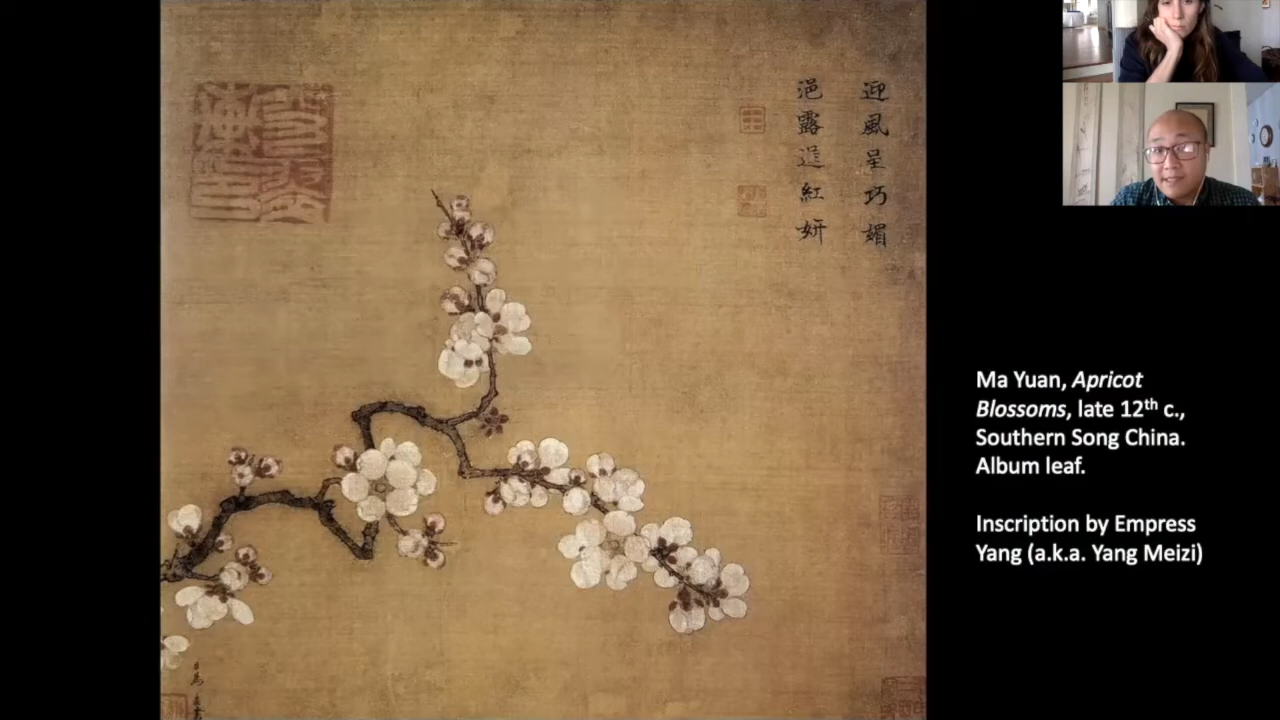 迎風呈巧媚
浥露逞紅妍
Ma Yuan, Apricot
Blossoms, late 12th c.,
Southern Song China.
Album leaf.
Inscription by Empress
Yang (a.k.a. Yang Meizi)